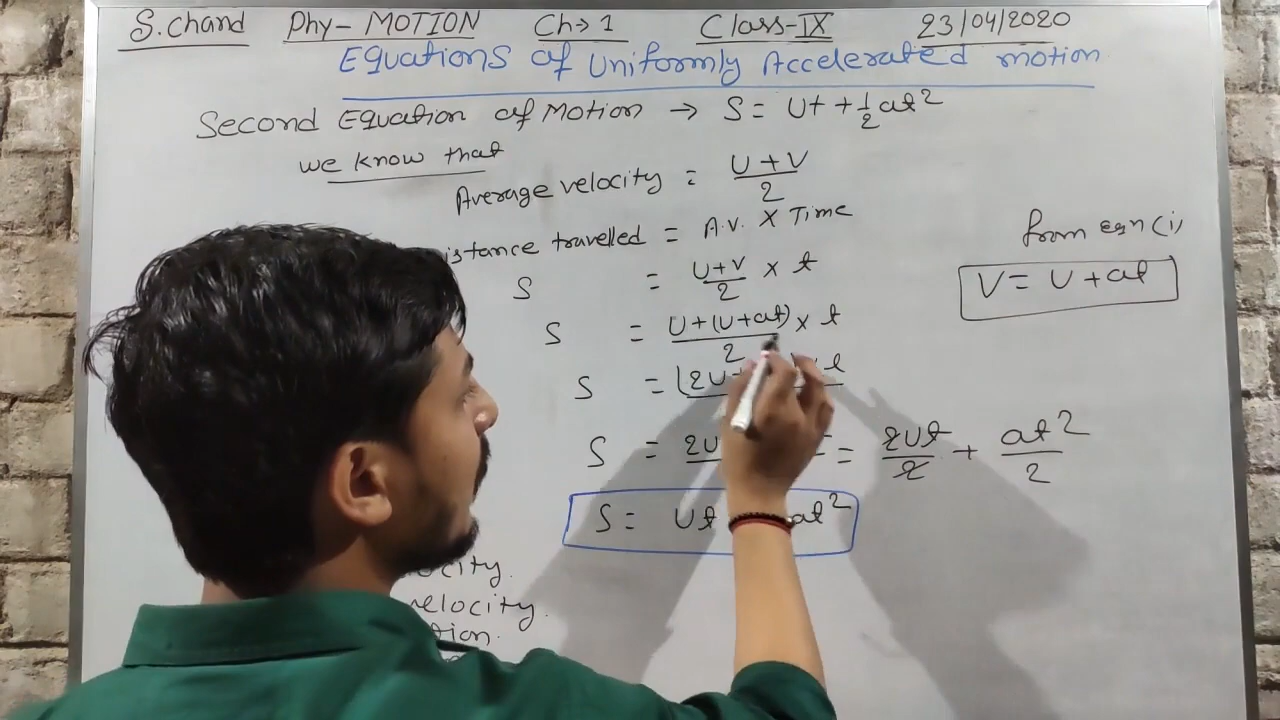 S.Chand Phy-MOTION Ch→1 Class-IX 23/04/2020
Equations of Uniformly Accelerated motion.
Second Equation of Motion → S = Ut + 1/2 at²
we know that
Average velocity = U+V/2
istance travelled = A.V. X Time
S = U+V/2 × t
from eqn (i)
V = U + at
S = U+(U+at)/2 × t
S = (2U t
S = 2U = 2Ut/2 + at²/2
S = Ut at²
ocity.
velocity.
tion.